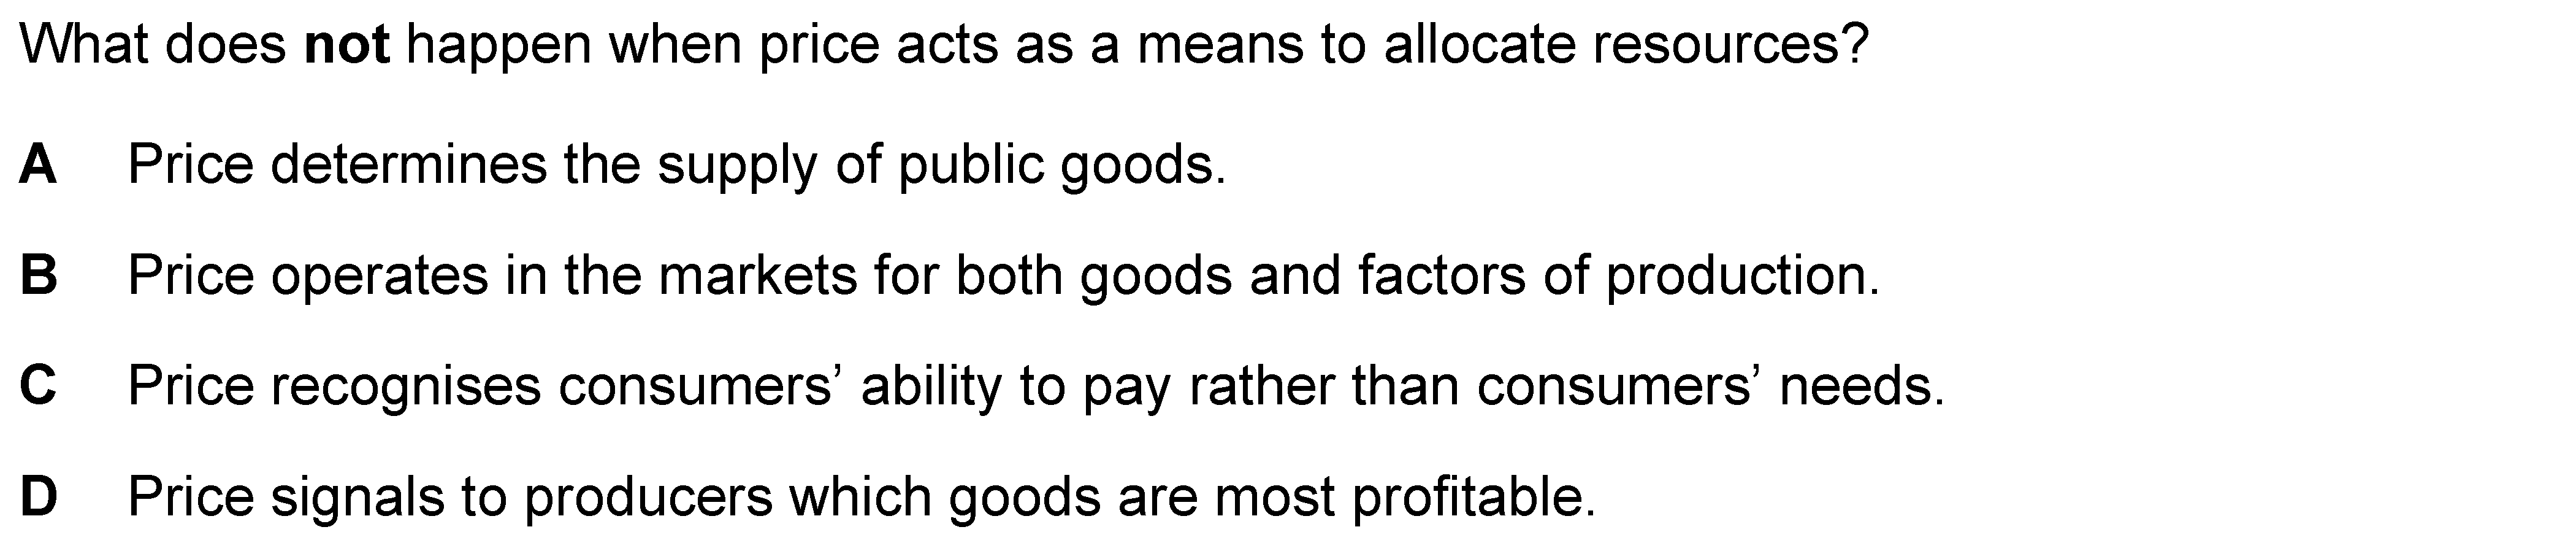 What does not happen when price acts as a means to allocate resources?
A Price determines the supply of public goods.
B Price operates in the markets for both goods and factors of production.
C Price recognises consumers’ ability to pay rather than consumers’ needs.
D Price signals to producers which goods are most profitable.